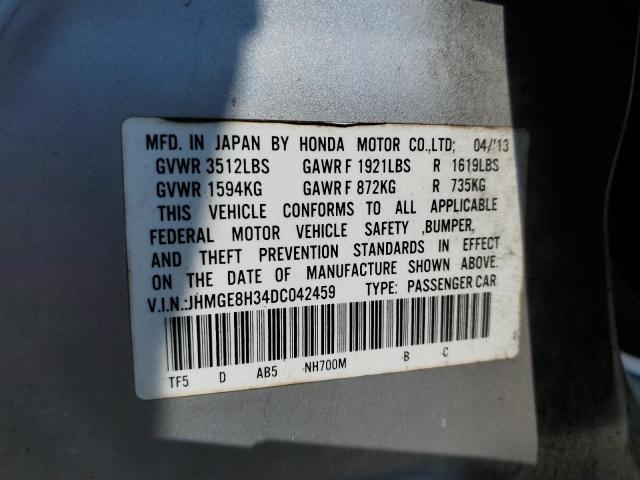 MFD. IN JAPAN BY HONDA MOTOR CO.,LTD; 04/'13
GVWR 3512LBS GAWR F 1921LBS R 1619LBS
GVWR 1594KG GAWR F 872KG R 735KG
THIS VEHICLE CONFORMS TO ALL APPLICABLE
FEDERAL MOTOR VEHICLE SAFETY ,BUMPER,
AND THEFT PREVENTION STANDARDS IN EFFECT
ON THE DATE OF MANUFACTURE SHOWN ABOVE.
V.I.N.:JHMGE8H34DC042459 TYPE: PASSENGER CAR
TF5 D AB5 -NH700M -B -C